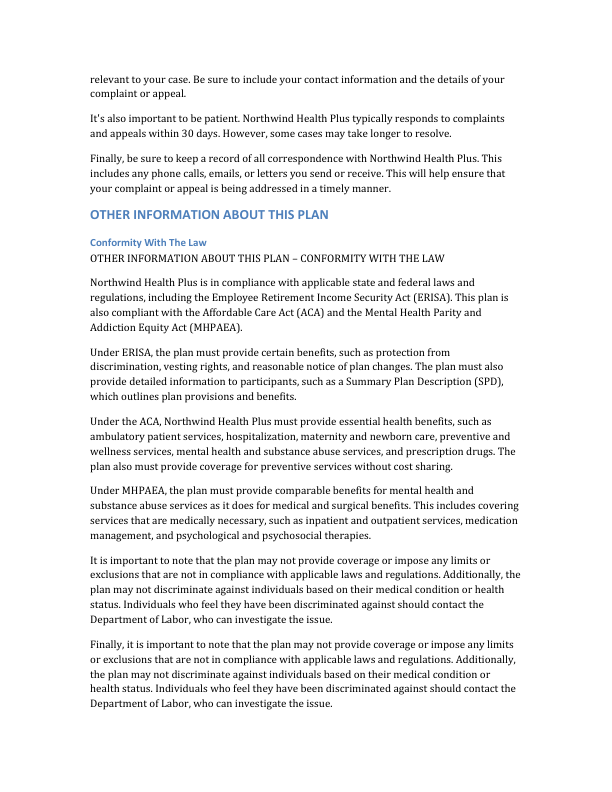 relevant to your case. Be sure to include your contact information and the details of your
complaint or appeal.
It's also important to be patient. Northwind Health Plus typically responds to complaints
and appeals within 30 days. However, some cases may take longer to resolve.
Finally, be sure to keep a record of all correspondence with Northwind Health Plus. This
includes any phone calls, emails, or letters you send or receive. This will help ensure that
your complaint or appeal is being addressed in a timely manner.
OTHER INFORMATION ABOUT THIS PLAN
Conformity With The Law
OTHER INFORMATION ABOUT THIS PLAN – CONFORMITY WITH THE LAW
Northwind Health Plus is in compliance with applicable state and federal laws and
regulations, including the Employee Retirement Income Security Act (ERISA). This plan is
also compliant with the Affordable Care Act (ACA) and the Mental Health Parity and
Addiction Equity Act (MHPAEA).
Under ERISA, the plan must provide certain benefits, such as protection from
discrimination, vesting rights, and reasonable notice of plan changes. The plan must also
provide detailed information to participants, such as a Summary Plan Description (SPD),
which outlines plan provisions and benefits.
Under the ACA, Northwind Health Plus must provide essential health benefits, such as
ambulatory patient services, hospitalization, maternity and newborn care, preventive and
wellness services, mental health and substance abuse services, and prescription drugs. The
plan also must provide coverage for preventive services without cost sharing.
Under MHPAEA, the plan must provide comparable benefits for mental health and
substance abuse services as it does for medical and surgical benefits. This includes covering
services that are medically necessary, such as inpatient and outpatient services, medication
management, and psychological and psychosocial therapies.
It is important to note that the plan may not provide coverage or impose any limits or
exclusions that are not in compliance with applicable laws and regulations. Additionally, the
plan may not discriminate against individuals based on their medical condition or health
status. Individuals who feel they have been discriminated against should contact the
Department of Labor, who can investigate the issue.
Finally, it is important to note that the plan may not provide coverage or impose any limits
or exclusions that are not in compliance with applicable laws and regulations. Additionally,
the plan may not discriminate against individuals based on their medical condition or
health status. Individuals who feel they have been discriminated against should contact the
Department of Labor, who can investigate the issue.